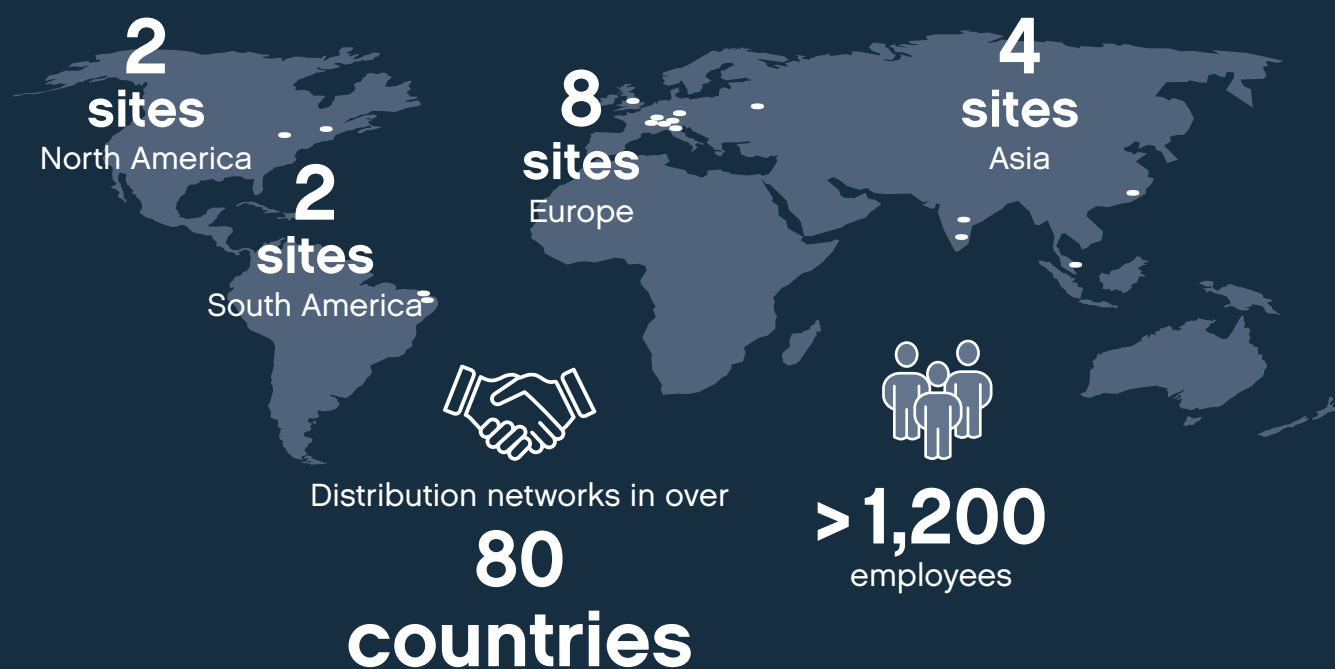 2
sites
North America
2
sites
South America
8
sites
Europe
4
sites
Asia
Distribution networks in over
80
countries
>1,200
employees